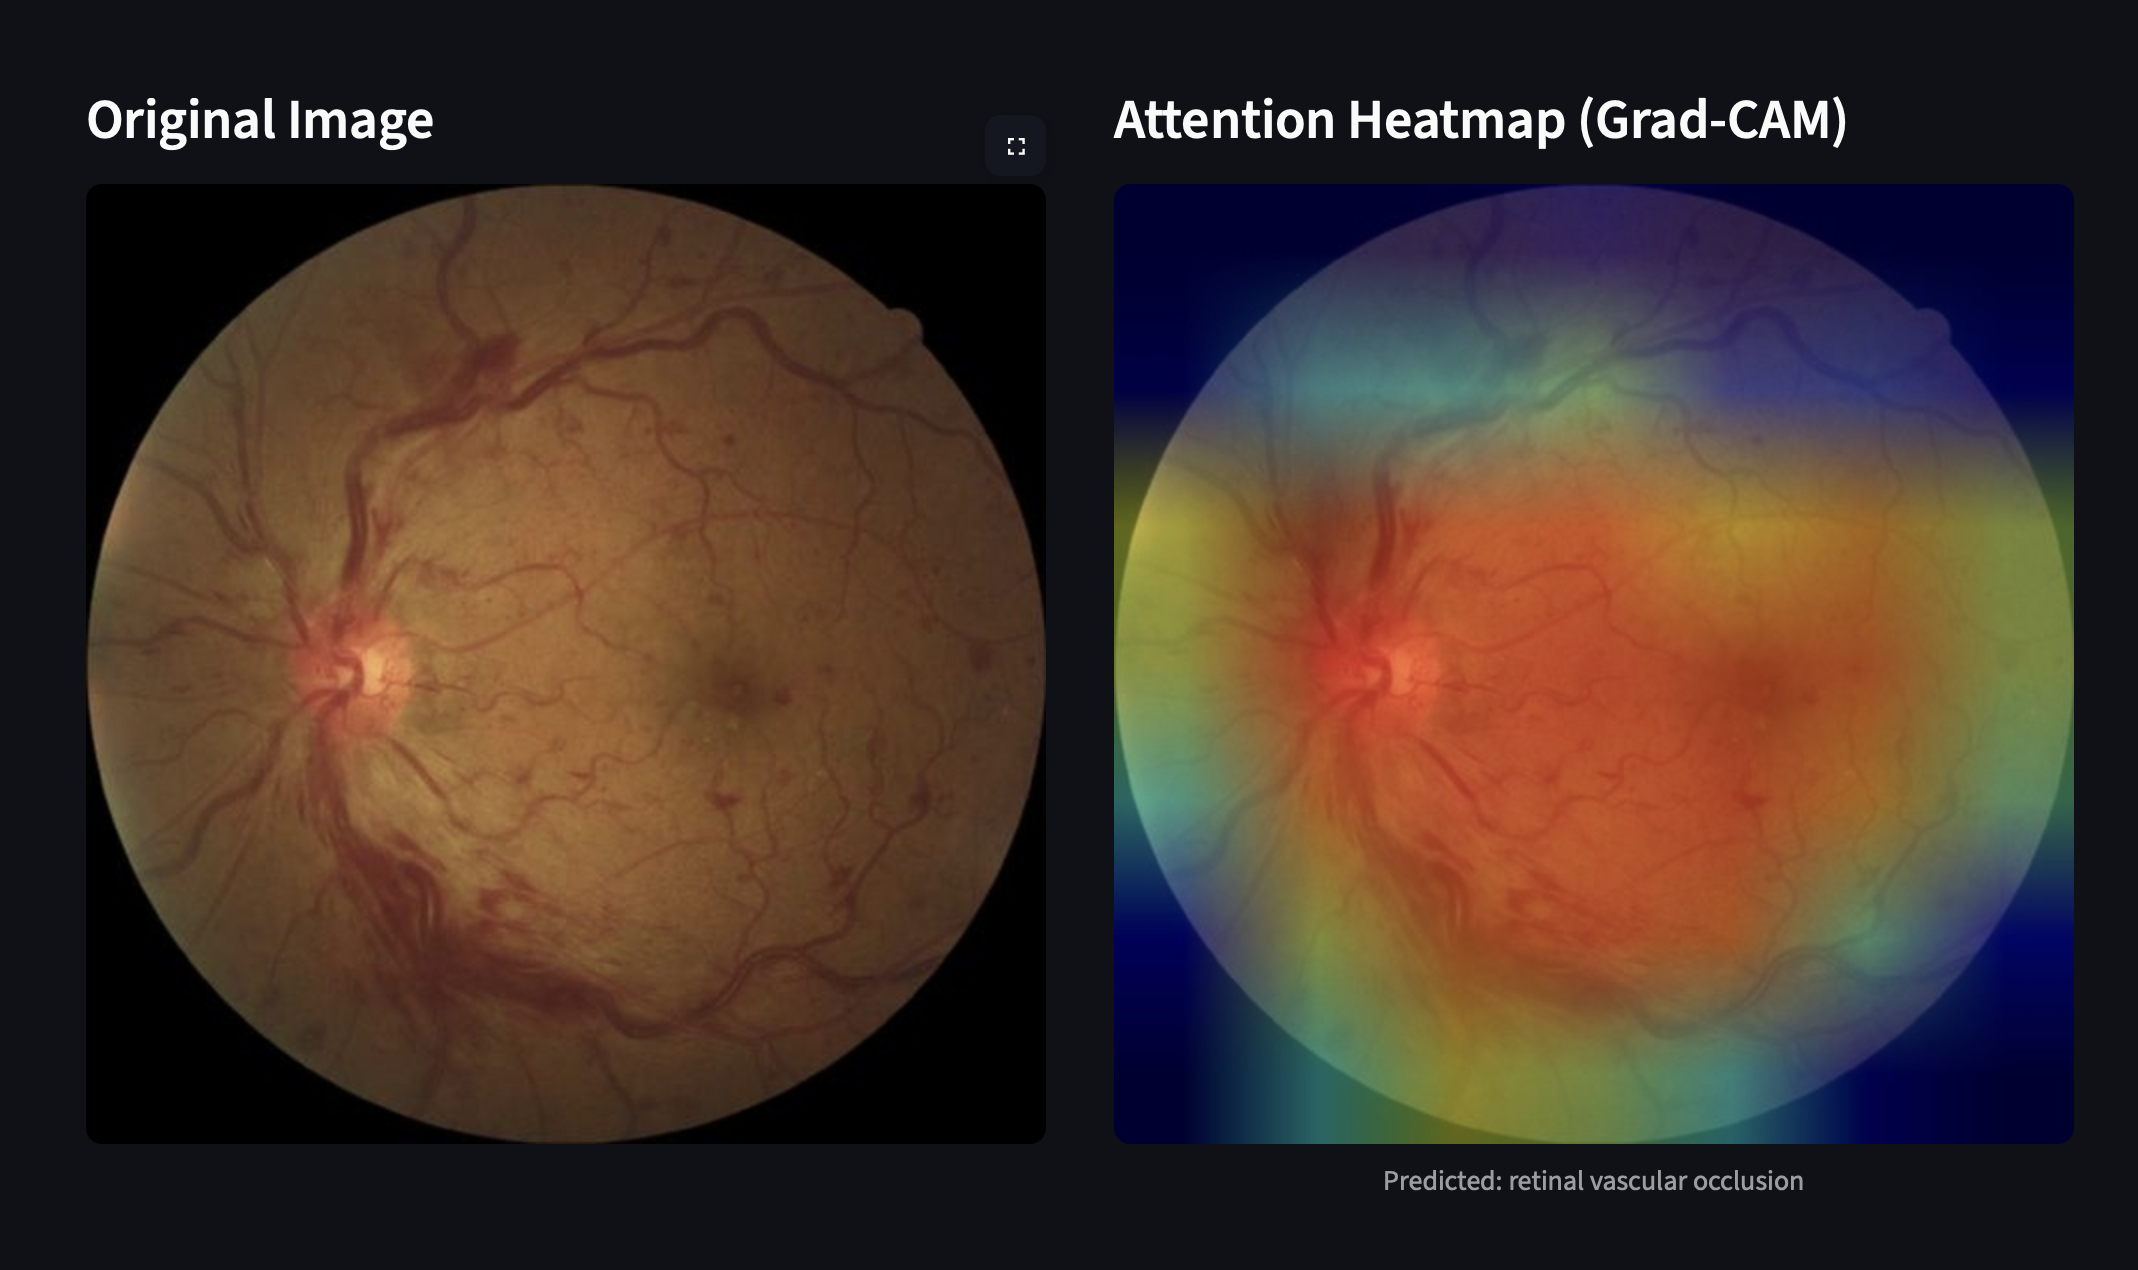 Original Image
Attention Heatmap (Grad-CAM)
Predicted: retinal vascular occlusion